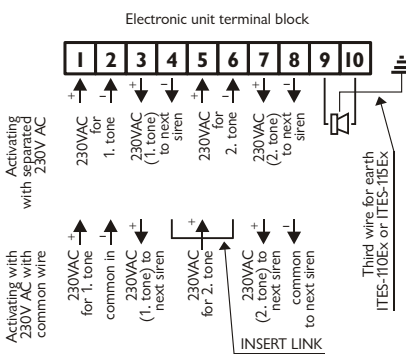 Electronic unit terminal block
1 2 3 4 5 6 7 8 9 10
+ − + − + − + −
Activating
with separated
230V AC
230VAC
for
1. tone
230VAC
(1. tone)
to next
siren
230VAC
for
2. tone
230VAC
(2. tone)
to next
siren
Third wire for earth
ITES-110Ex or ITES-115Ex
+ − + + + −
Activating with
230V AC with
common wire
230VAC
for 1. tone
common in
230VAC
(1. tone) to
next siren
230VAC
for 2. tone
230VAC
(2. tone) to
next siren
common
to next siren
INSERT LINK